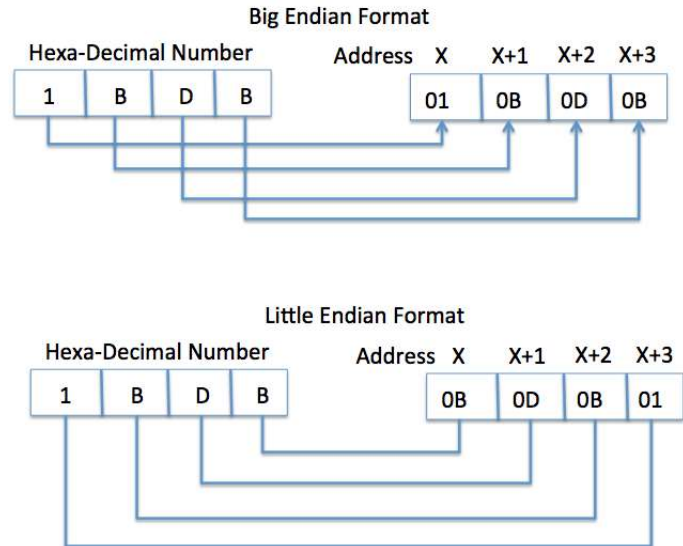 Big Endian Format
Hexa-Decimal Number Address X X+1 X+2 X+3
1 B D B 01 0B 0D 0B
Little Endian Format
Hexa-Decimal Number Address X X+1 X+2 X+3
1 B D B 0B 0D 0B 01